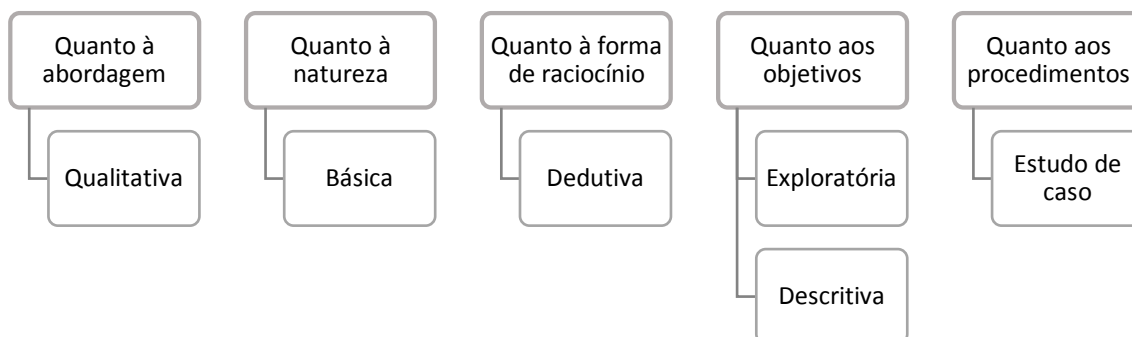 Quanto à
abordagem
Qualitativa
Quanto à
natureza
Básica
Quanto à forma
de raciocínio
Dedutiva
Quanto aos
objetivos
Exploratória
Descritiva
Quanto aos
procedimentos
Estudo de
caso